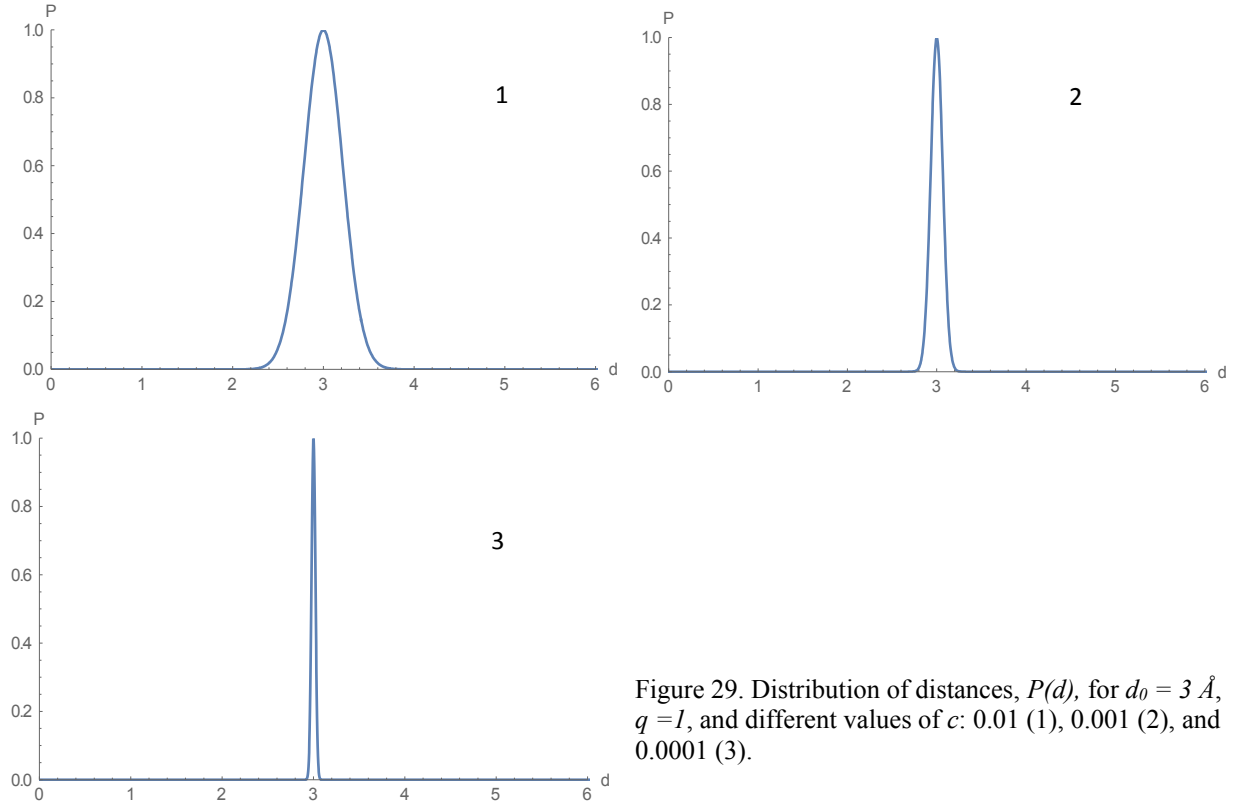 P
1.0
0.8
0.6
0.4
0.2
0.0
0 1 2 3 4 5 6 d
1
P
1.0
0.8
0.6
0.4
0.2
0.0
0 1 2 3 4 5 6 d
2
P
1.0
0.8
0.6
0.4
0.2
0.0
0 1 2 3 4 5 6 d
3
Figure 29. Distribution of distances, P(d), for d₀ = 3 Å,
q =1, and different values of c: 0.01 (1), 0.001 (2), and
0.0001 (3).